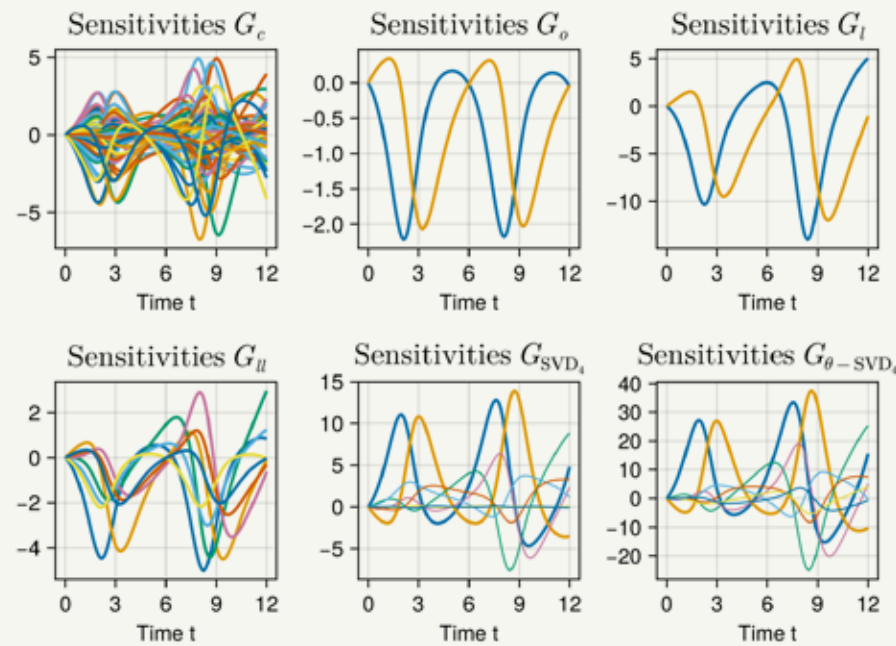 Sensitivities G_c
5
0
−5
0 3 6 9 12
Time t
Sensitivities G_o
0.0
−0.5
−1.0
−1.5
−2.0
0 3 6 9 12
Time t
Sensitivities G_l
5
0
−5
−10
0 3 6 9 12
Time t
Sensitivities G_ll
2
0
−2
−4
0 3 6 9 12
Time t
Sensitivities G_SVD₄
15
10
5
0
−5
0 3 6 9 12
Time t
Sensitivities G_θ−SVD₄
40
30
20
10
0
−10
−20
0 3 6 9 12
Time t